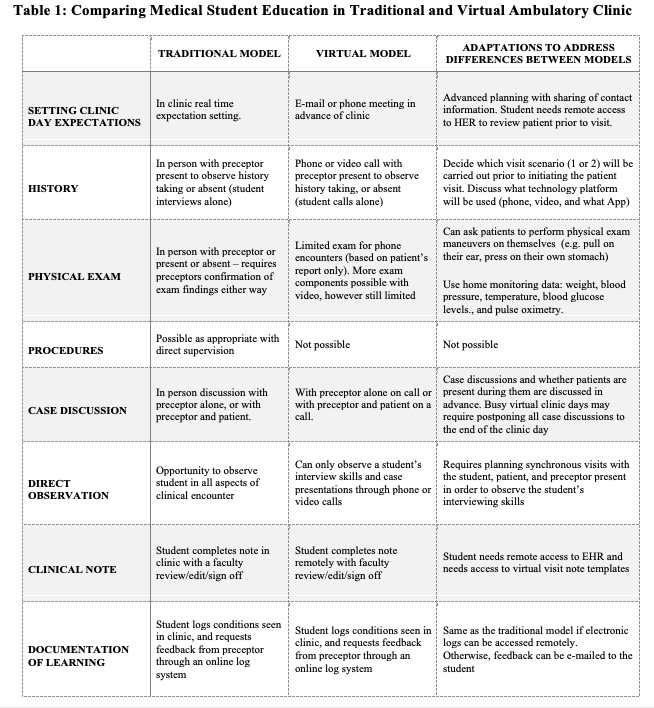 Table 1: Comparing Medical Student Education in Traditional and Virtual Ambulatory Clinic
TRADITIONAL MODEL
VIRTUAL MODEL
ADAPTATIONS TO ADDRESS
DIFFERENCES BETWEEN MODELS
SETTING CLINIC
DAY EXPECTATIONS
In clinic real time
expectation setting.
E-mail or phone meeting in
advance of clinic
Advanced planning with sharing of contact
information. Student needs remote access
to HER to review patient prior to visit.
HISTORY
In person with preceptor
present to observe history
taking or absent (student
interviews alone)
Phone or video call with
preceptor present to observe
history taking, or absent
(student calls alone)
Decide which visit scenario (1 or 2) will be
carried out prior to initiating the patient
visit. Discuss what technology platform
will be used (phone, video, and what App)
PHYSICAL EXAM
In person with preceptor or
present or absent – requires
preceptors confirmation of
exam findings either way
Limited exam for phone
encounters (based on patient's
report only). More exam
components possible with
video, however still limited
Can ask patients to perform physical exam
maneuvers on themselves (e.g. pull on
their ear, press on their own stomach)
Use home monitoring data: weight, blood
pressure, temperature, blood glucose
levels., and pulse oximetry.
PROCEDURES
Possible as appropriate with
direct supervision
Not possible
Not possible
CASE DISCUSSION
In person discussion with
preceptor alone, or with
preceptor and patient.
With preceptor alone on call or
with preceptor and patient on a
call.
Case discussions and whether patients are
present during them are discussed in
advance. Busy virtual clinic days may
require postponing all case discussions to
the end of the clinic day
DIRECT
OBSERVATION
Opportunity to observe
student in all aspects of
clinical encounter
Can only observe a student's
interview skills and case
presentations through phone or
video calls
Requires planning synchronous visits with
the student, patient, and preceptor present
in order to observe the student's
interviewing skills
CLINICAL NOTE
Student completes note in
clinic with a faculty
review/edit/sign off
Student completes note
remotely with faculty
review/edit/sign off
Student needs remote access to EHR and
needs access to virtual visit note templates
DOCUMENTATION
OF LEARNING
Student logs conditions seen
in clinic, and requests
feedback from preceptor
through an online log
system
Student logs conditions seen in
clinic, and requests feedback
from preceptor through an
online log system
Same as the traditional model if electronic
logs can be accessed remotely.
Otherwise, feedback can be e-mailed to the
student